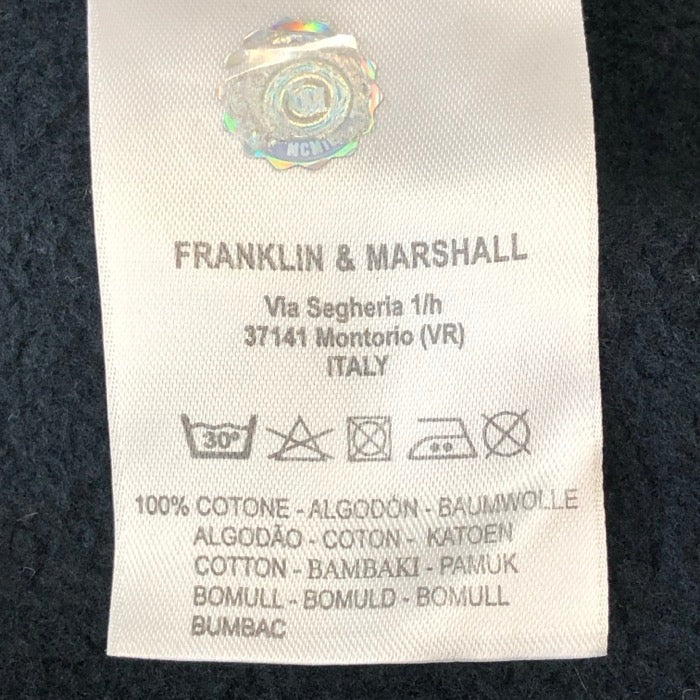 FRANKLIN & MARSHALL
Via Segheria 1/h
37141 Montorio (VR)
ITALY
30°
100% COTONE - ALGODÓN - BAUMWOLLE
ALGODÃO - COTON - KATOEN
COTTON - BAMBAKI - PAMUK
BOMULL - BOMULD - BOMULL
BUMBAC